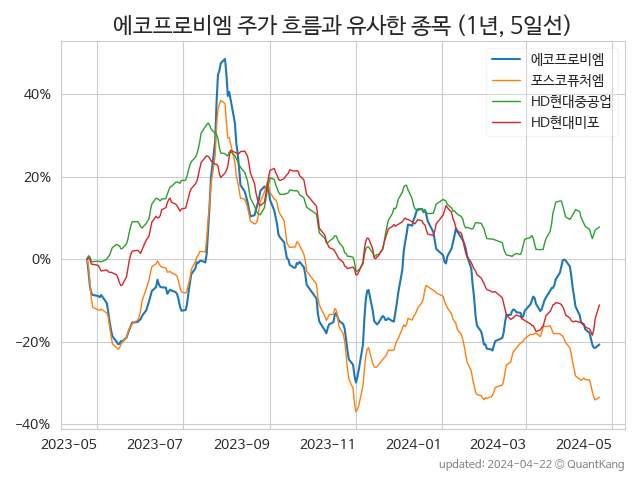 에코프로비엠 주가 흐름과 유사한 종목 (1년, 5일선)
에코프로비엠
포스코퓨처엠
HD현대중공업
HD현대미포
40%
20%
0%
−20%
−40%
2023-05 2023-07 2023-09 2023-11 2024-01 2024-03 2024-05
updated: 2024-04-22 © QuantKang